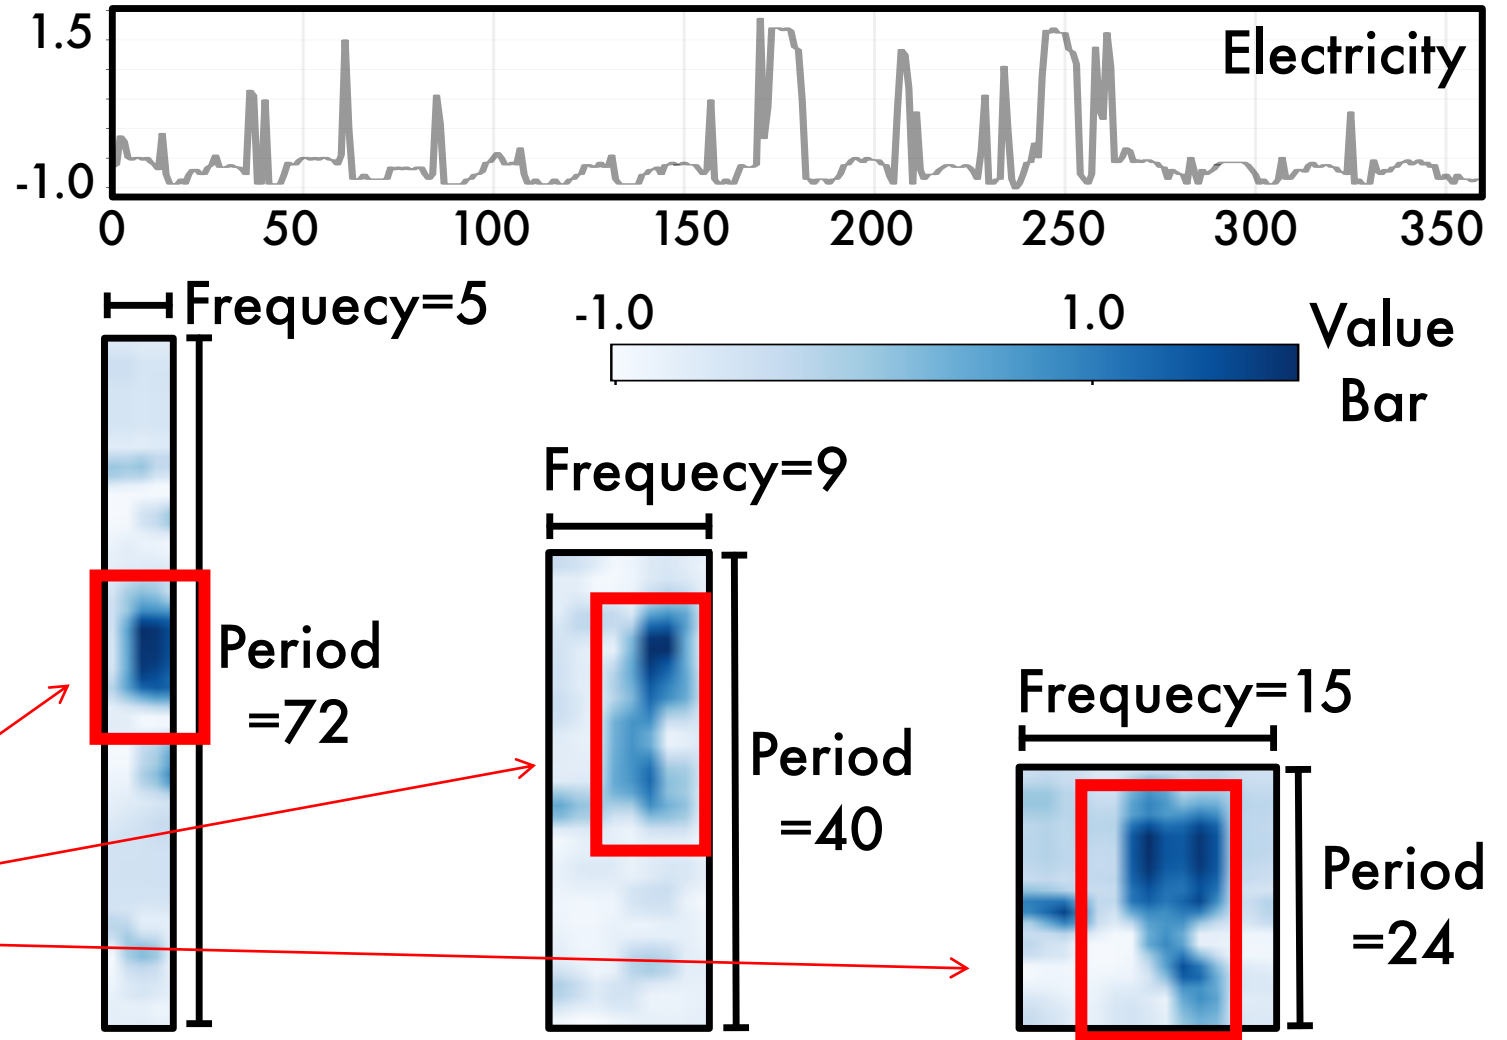 1.5
Electricity
-1.0
0 50 100 150 200 250 300 350
Frequecy=5
-1.0 1.0
Value
Bar
Frequecy=9
Period
=72
Frequecy=15
Period
=40
Period
=24